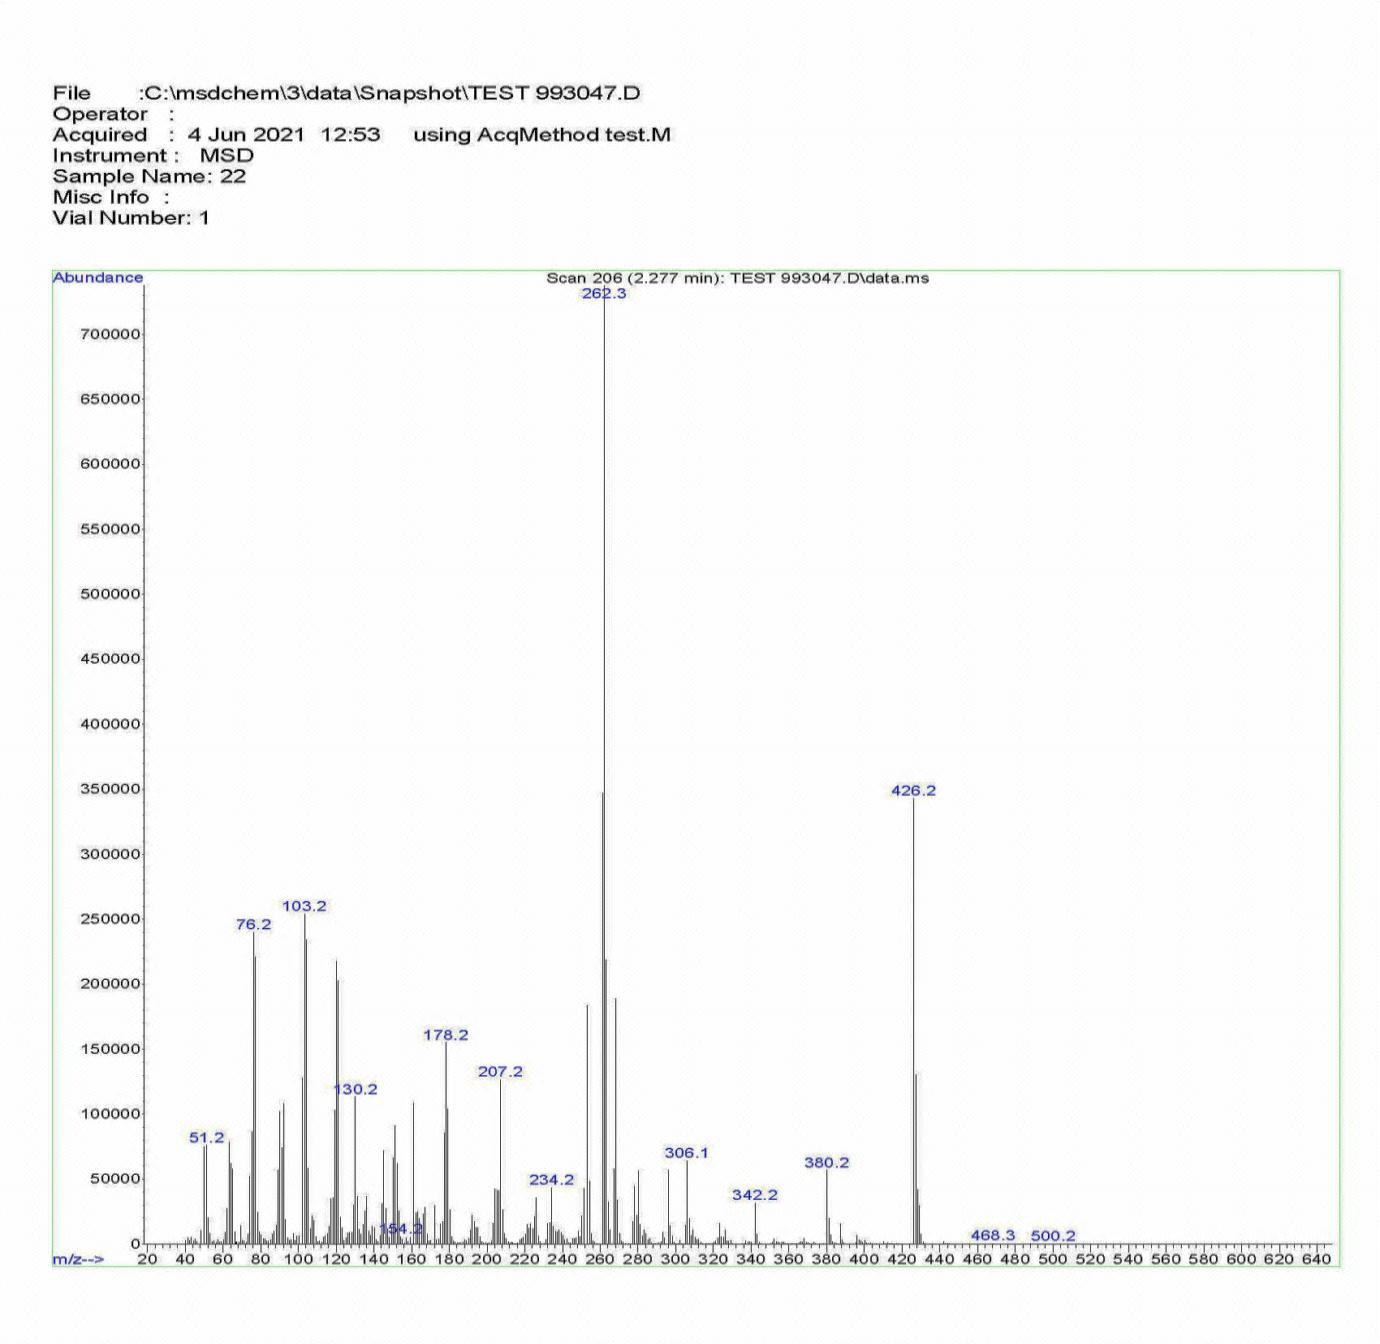 File :C:\msdchem\3\data\Snapshot\TEST 993047.D
Operator :
Acquired : 4 Jun 2021 12:53 using AcqMethod test.M
Instrument : MSD
Sample Name: 22
Misc Info :
Vial Number: 1
Abundance Scan 206 (2.277 min): TEST 993047.D\data.ms
262.3
700000
650000
600000
550000
500000
450000
400000
350000 426.2
300000
103.2
250000 76.2
200000
178.2
150000
207.2
130.2
100000
51.2
306.1
380.2
50000 234.2
342.2
154.2
0 468.3 500.2
m/z--> 20 40 60 80 100 120 140 160 180 200 220 240 260 280 300 320 340 360 380 400 420 440 460 480 500 520 540 560 580 600 620 640